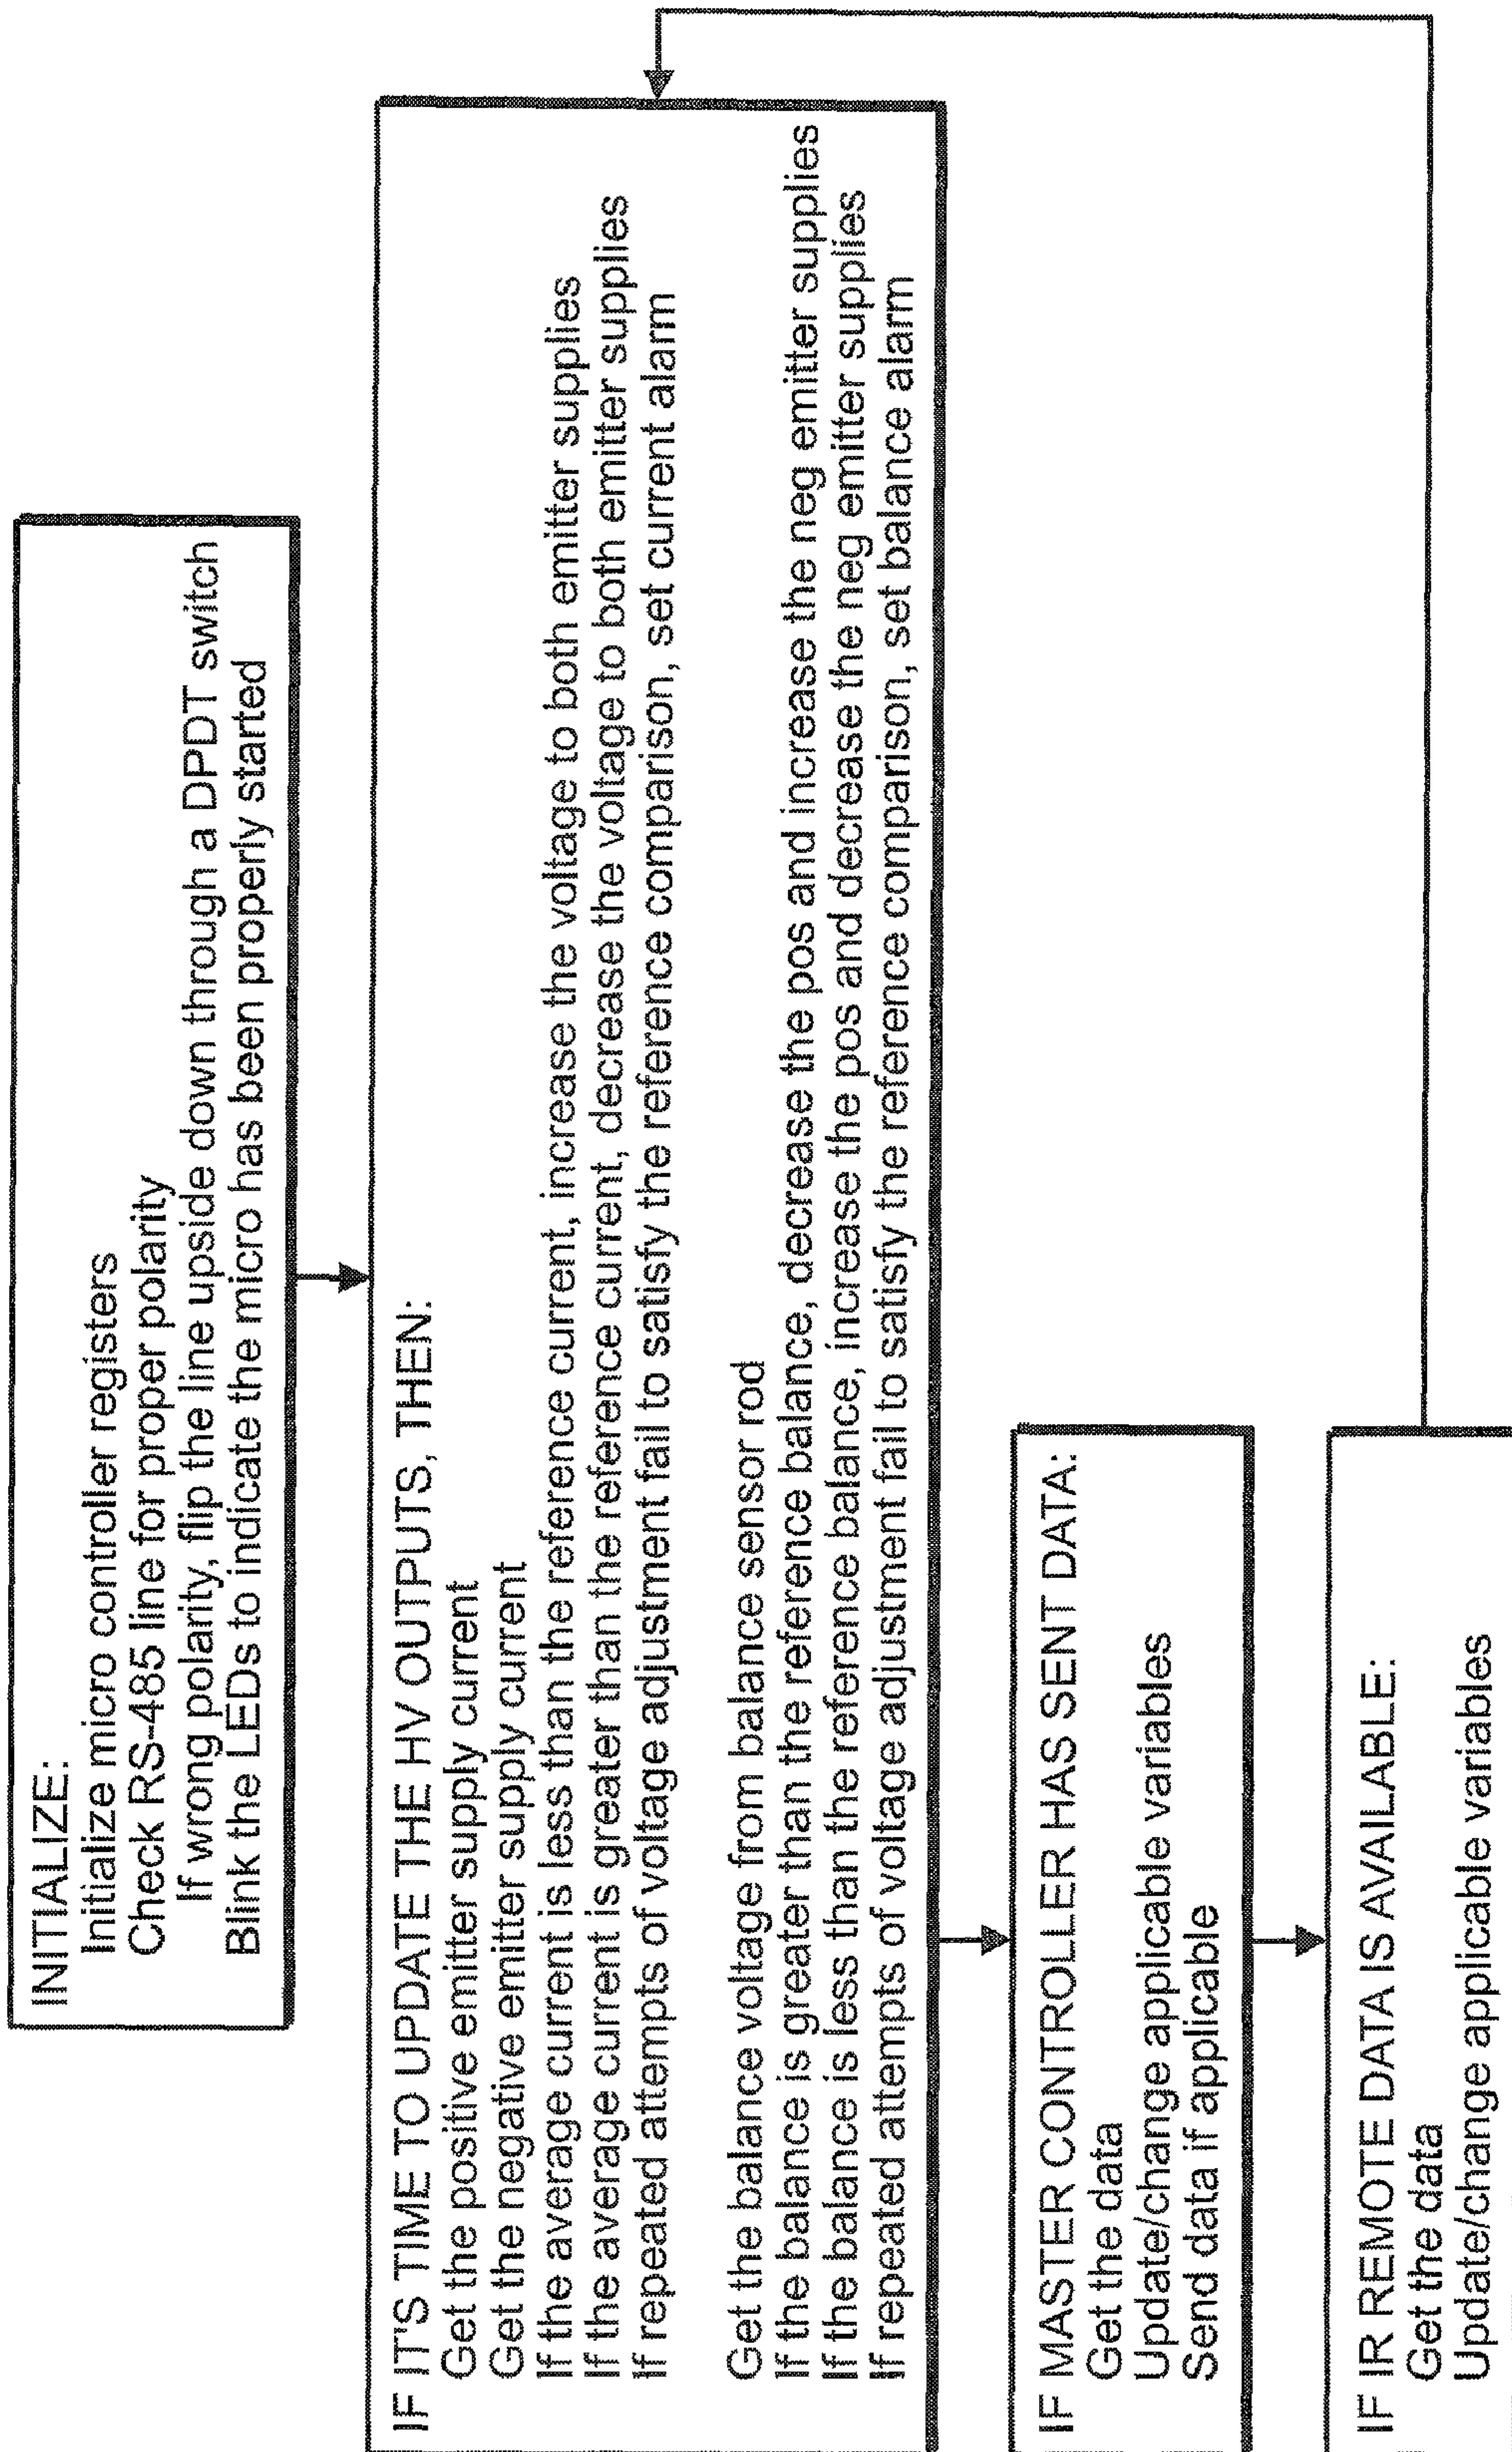 INITIALIZE:
Initialize micro controller registers
Check RS-485 line for proper polarity
If wrong polarity, flip the line upside down through a DPDT switch
Blink the LEDs to indicate the micro has been properly started
IF IT'S TIME TO UPDATE THE HV OUTPUTS, THEN:
Get the positive emitter supply current
Get the negative emitter supply current
If the average current is less than the reference current, increase the voltage to both emitter supplies
If the average current is greater than the reference current, decrease the voltage to both emitter supplies
If repeated attempts of voltage adjustment fail to satisfy the reference comparison, set current alarm
Get the balance voltage from balance sensor rod
If the balance is greater than the reference balance, decrease the pos and increase the neg emitter supplies
If the balance is less than the reference balance, increase the pos and decrease the neg emitter supplies
If repeated attempts of voltage adjustment fail to satisfy the reference comparison, set balance alarm
IF MASTER CONTROLLER HAS SENT DATA:
Get the data
Update/change applicable variables
Send data if applicable
IF IR REMOTE DATA IS AVAILABLE:
Get the data
Update/change applicable variables